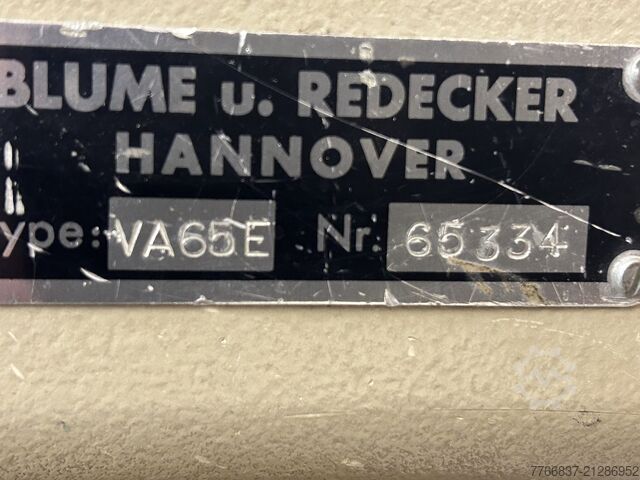 BLUME u. REDECKER
HANNOVER
ype: VA65E Nr. 65334
7766837-21286952